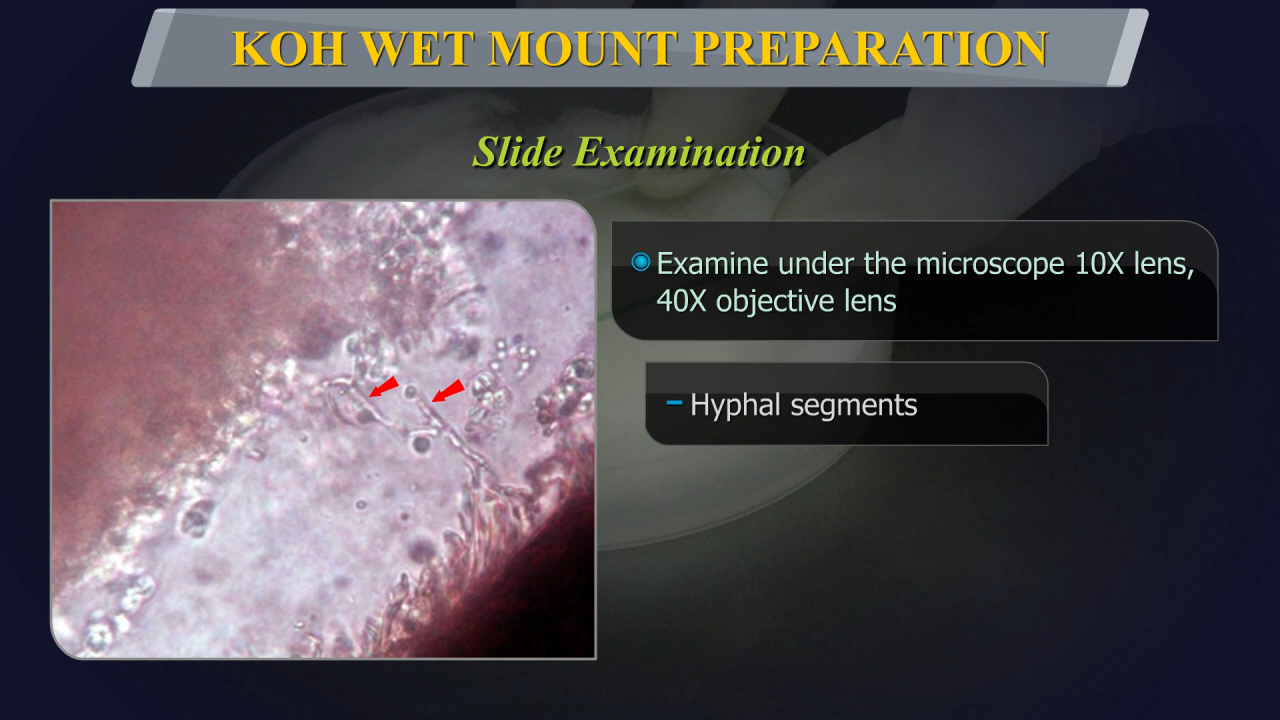 KOH WET MOUNT PREPARATION
Slide Examination
Examine under the microscope 10X lens,
40X objective lens
– Hyphal segments